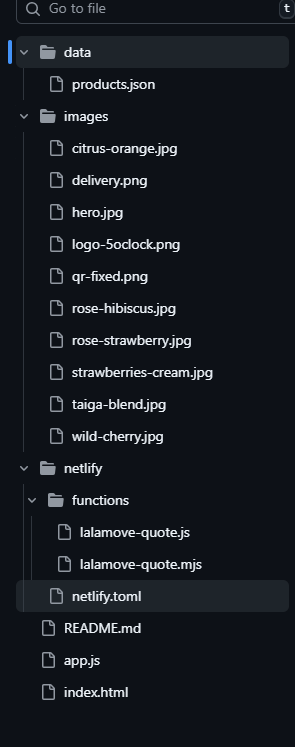 Go to file
t
data
products.json
images
citrus-orange.jpg
delivery.png
hero.jpg
logo-5oclock.png
qr-fixed.png
rose-hibiscus.jpg
rose-strawberry.jpg
strawberries-cream.jpg
taiga-blend.jpg
wild-cherry.jpg
netlify
functions
lalamove-quote.js
lalamove-quote.mjs
netlify.toml
README.md
app.js
index.html